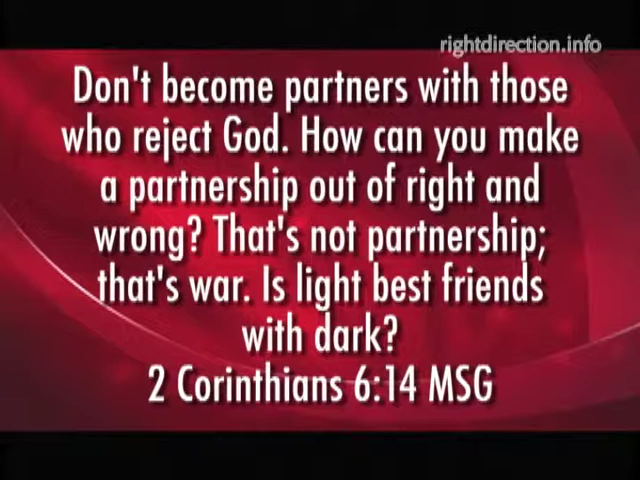 rightdirection.info
Don't become partners with those
who reject God. How can you make
a partnership out of right and
wrong? That's not partnership;
that's war. Is light best friends
with dark?
2 Corinthians 6:14 MSG